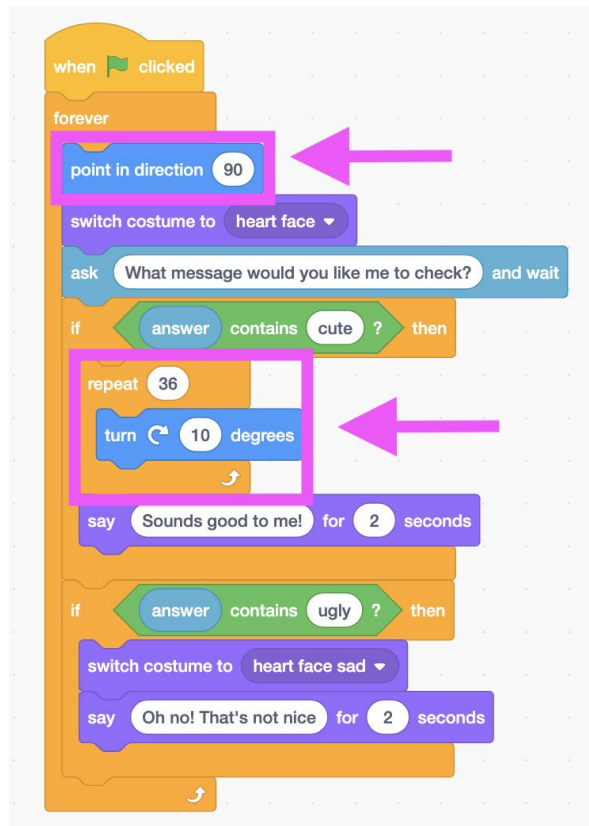 when clicked
forever
point in direction 90
switch costume to heart face
ask What message would you like me to check? and wait
if answer contains cute ? then
repeat 36
turn 10 degrees
say Sounds good to me! for 2 seconds
if answer contains ugly ? then
switch costume to heart face sad
say Oh no! That's not nice for 2 seconds